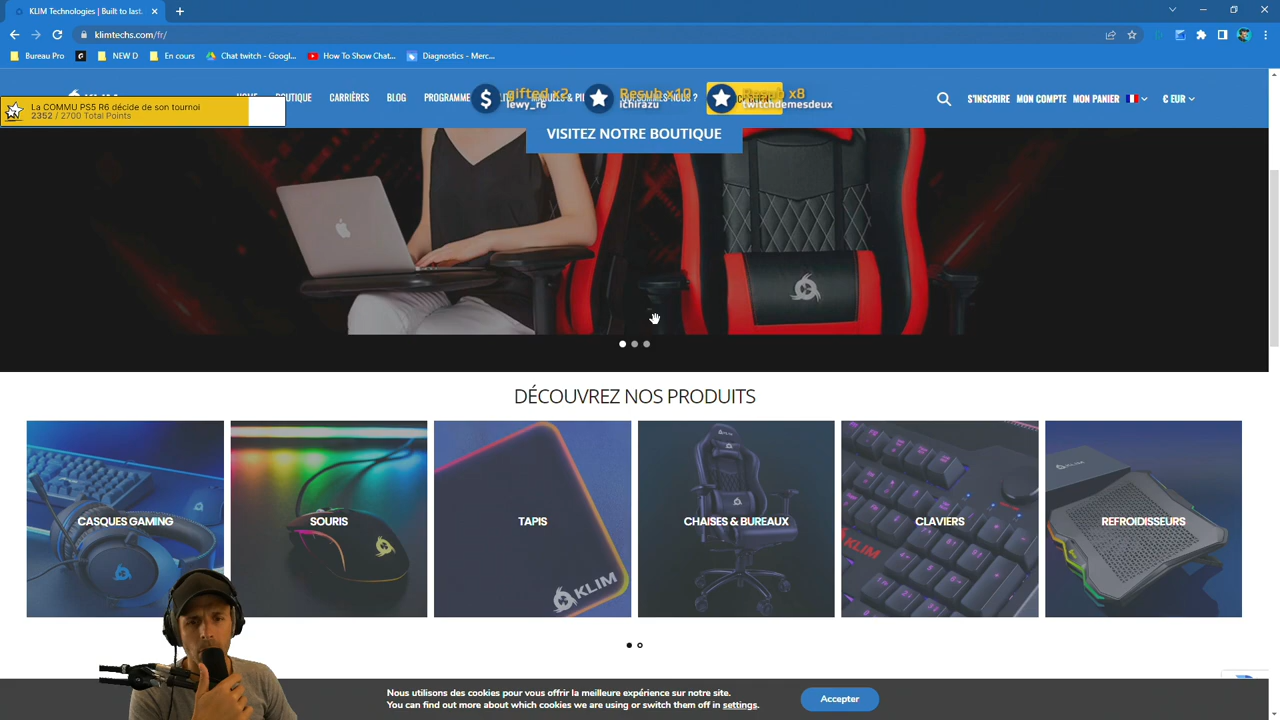 KLIM Technologies | Built to last.
klimtechs.com/fr/
Bureau Pro
NEW D
En cours
Chat twitch - Googl...
How To Show Chat...
Diagnostics - Merc...
La COMMU PS5 R6 décide de son tournoi
2352 / 2700 Total Points
BOUTIQUE
CARRIÈRES
BLOG
PROGRAMME
gifted x2
lewy_r6
Resub x10
ichirazu
Resub x8
twitchdemesdeux
S'INSCRIRE
MON COMPTE
MON PANIER
€ EUR
VISITEZ NOTRE BOUTIQUE
DÉCOUVREZ NOS PRODUITS
CASQUES GAMING
SOURIS
TAPIS
KLIM
CHAISES & BUREAUX
CLAVIERS
KLIM
REFROIDISSEURS
KLIM
Nous utilisons des cookies pour vous offrir la meilleure expérience sur notre site.
You can find out more about which cookies we are using or switch them off in settings.
Accepter